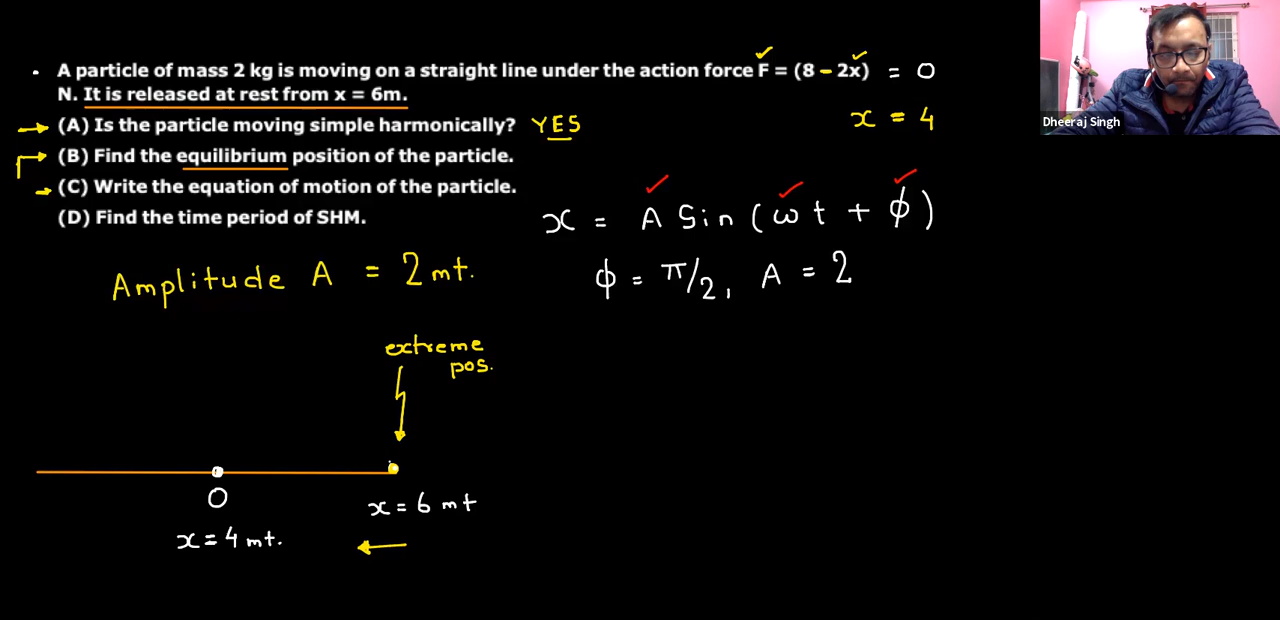 • A particle of mass 2 kg is moving on a straight line under the action force F = (8 - 2x) = 0
N. It is released at rest from x = 6m.
x = 4
Dheeraj Singh
(A) Is the particle moving simple harmonically? YES
(B) Find the equilibrium position of the particle.
(C) Write the equation of motion of the particle.
(D) Find the time period of SHM.
x = A Sin (ωt + ϕ)
Amplitude A = 2 mt.
ϕ = π/2, A = 2
extreme
pos.
O
x = 6 mt
x = 4 mt.